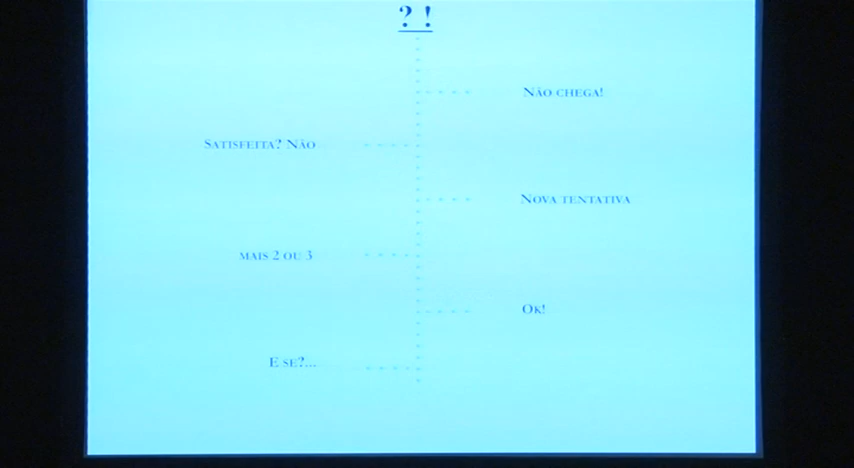 ? !
Não chega!
Satisfeita? Não
Nova tentativa
mais 2 ou 3
Ok!
E se?...